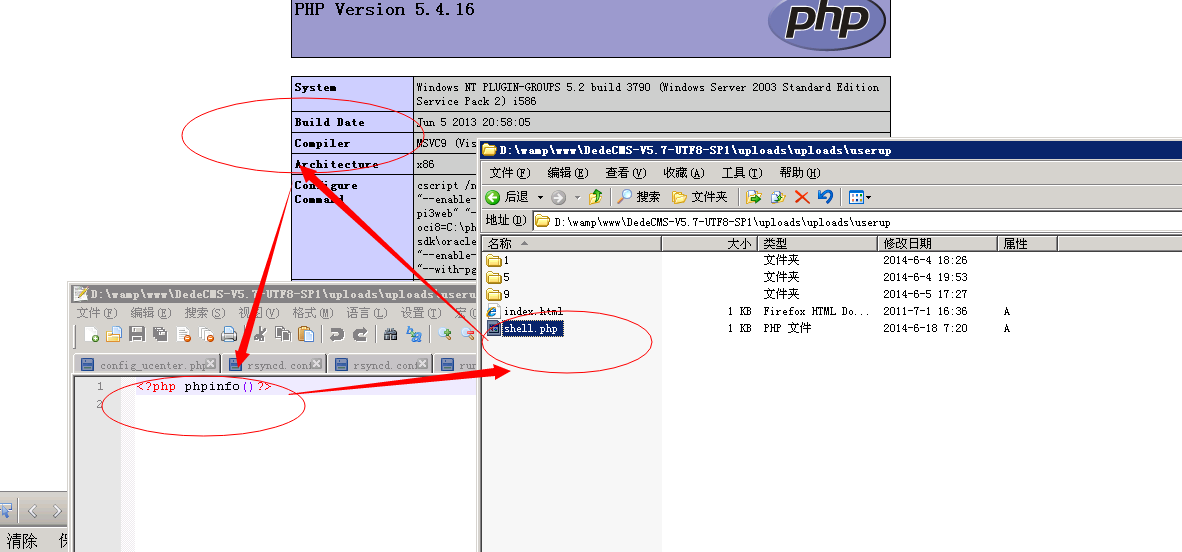 PHP Version 5.4.16
php
System
Windows NT PLUGIN-GROUPS 5.2 build 3790 (Windows Server 2003 Standard Edition
Service Pack 2) i586
Build Date
Jun 5 2013 20:58:05
Compiler
MSVC9 (Vis
Architecture
x86
Configure
Command
cscript /n
"--enable-
pi3web" "-
oci8=C:\ph
sdk\oracle
"--enable-
"--with-pg
D:\wamp\www\DedeCMS-V5.7-UTF8-SP1\uploads\uploads\userup
文件(F) 编辑(E) 查看(V) 收藏(A) 工具(T) 帮助(H)
后退 搜索 文件夹
地址(D) D:\wamp\www\DedeCMS-V5.7-UTF8-SP1\uploads\uploads\userup
名称 大小 类型 修改日期 属性
1 文件夹 2014-6-4 18:26
5 文件夹 2014-6-4 19:53
9 文件夹 2014-6-5 17:27
index.html 1 KB Firefox HTML Do... 2011-7-1 16:36 A
shell.php 1 KB PHP 文件 2014-6-18 7:20 A
D:\wamp\www\DedeCMS-V5.7-UTF8-SP1\uploads\uploads\userup
文件(F) 编辑(E) 搜索(S) 视图(V) 格式(M) 语言(L) 设置(T) 宏(
config_ucenter.php rsyncd.conf rsyncd.conf run
1 <?php phpinfo()?>
2
清除